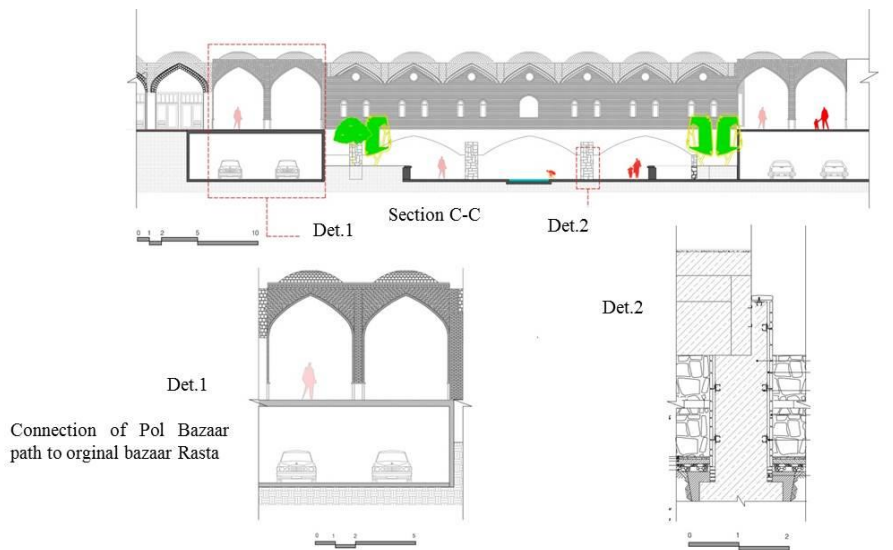 Section C-C
Det.1
Det.2
0 1 2 5 10
Det.1
Det.2
Connection of Pol Bazaar
path to orginal bazaar Rasta
0 1 2 5
0 1 2